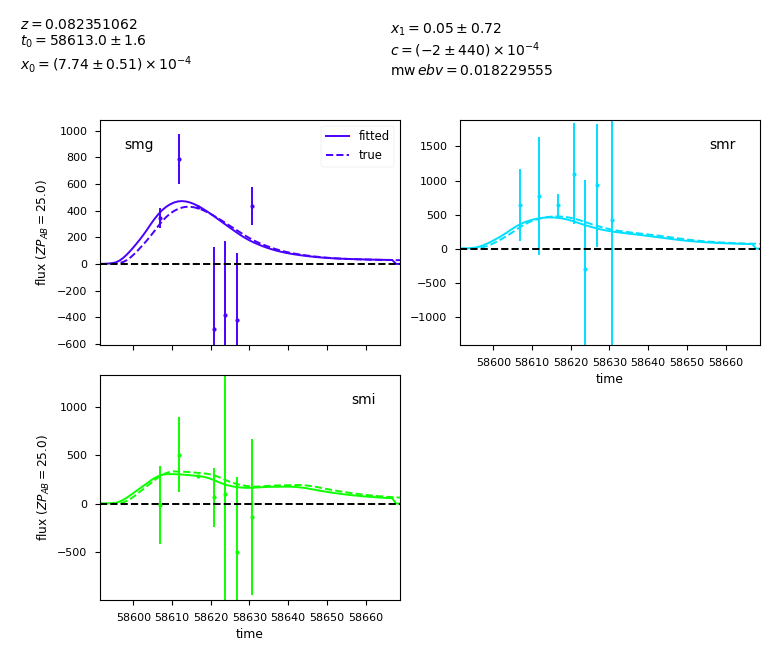 z = 0.082351062
t₀ = 58613.0 ± 1.6
x₀ = (7.74 ± 0.51) × 10⁻⁴
x₁ = 0.05 ± 0.72
c = (−2 ± 440) × 10⁻⁴
mw ebv = 0.018229555
smg
fitted
true
1000
800
600
400
200
0
−200
−400
−600
flux (ZP_AB = 25.0)
smr
1500
1000
500
0
−500
−1000
58600 58610 58620 58630 58640 58650 58660
time
smi
1000
500
0
−500
flux (ZP_AB = 25.0)
58600 58610 58620 58630 58640 58650 58660
time